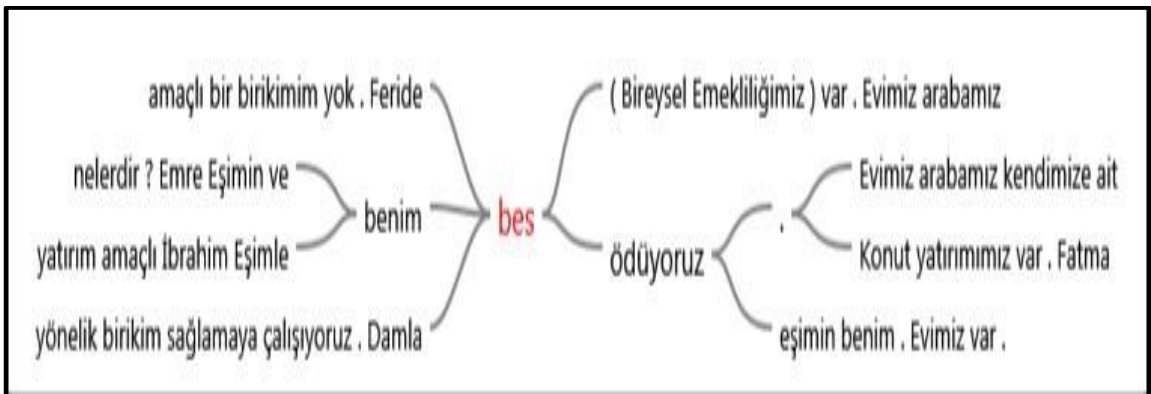 amaçlı bir birikimim yok . Feride
( Bireysel Emekliliğimiz ) var . Evimiz arabamız
nelerdir ? Emre Eşimin ve
Evimiz arabamız kendimize ait
benim
bes
.
yatırım amaçlı İbrahim Eşimle
ödüyoruz
Konut yatırımımız var . Fatma
yönelik birikim sağlamaya çalışıyoruz . Damla
eşimin benim . Evimiz var .